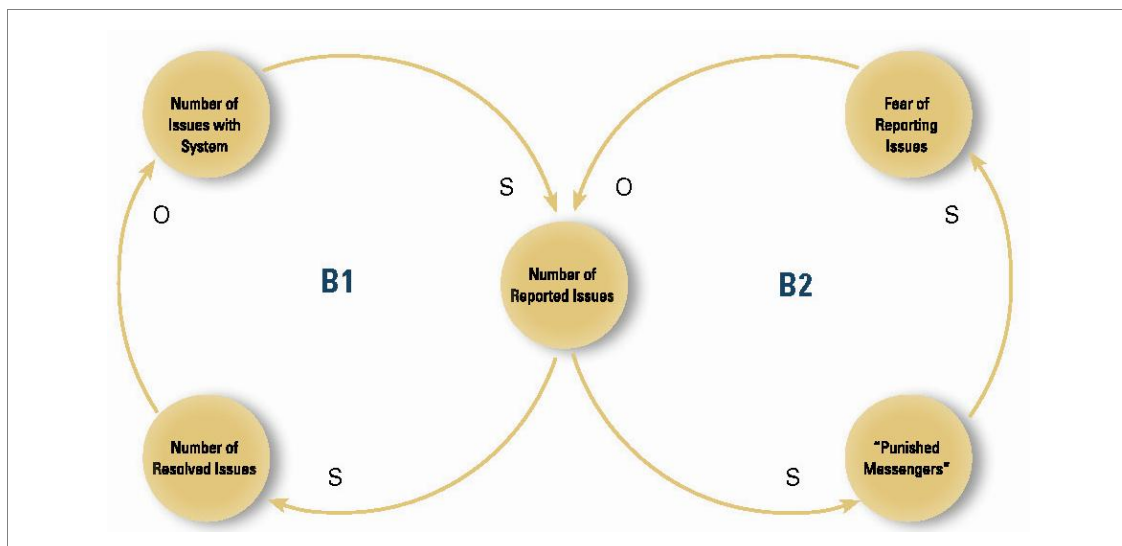 Number of
Issues with
System
Fear of
Reporting
Issues
S
O
O
S
B1
Number of
Reported Issues
B2
Number of
Resolved Issues
"Punished
Messengers"
S
S